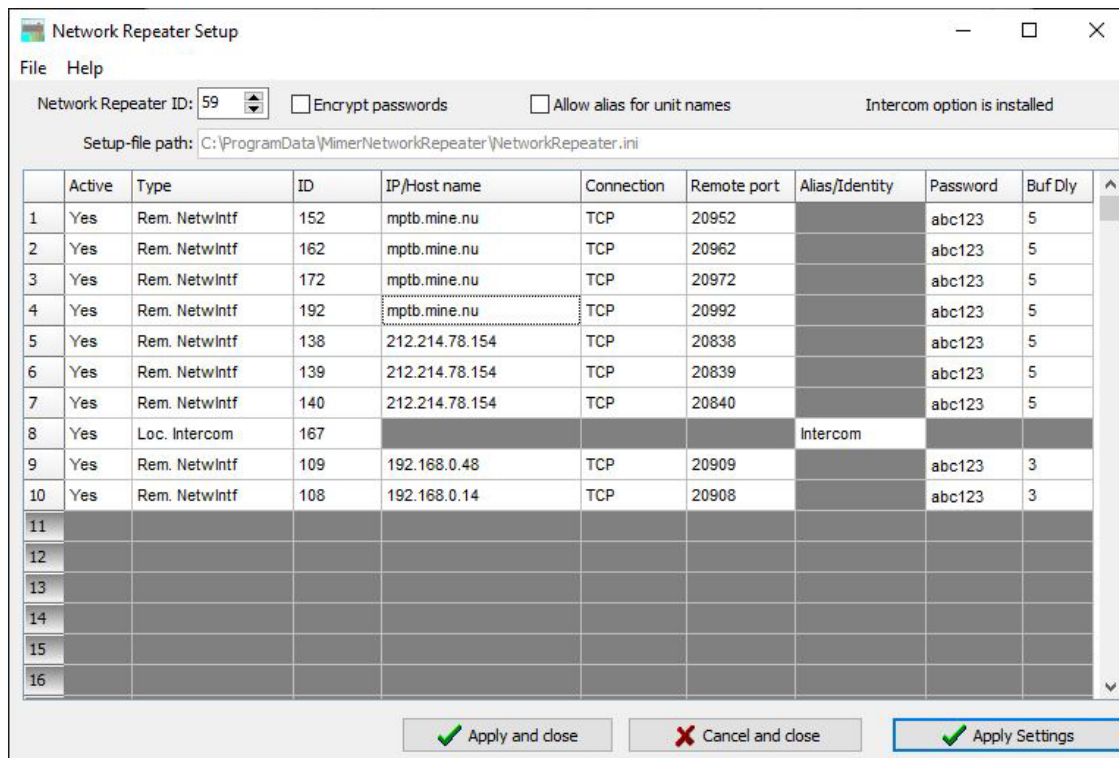 Network Repeater Setup
File Help
Network Repeater ID: 59 Encrypt passwords Allow alias for unit names Intercom option is installed
Setup-file path: C:\ProgramData\MimerNetworkRepeater\NetworkRepeater.ini
Active Type ID IP/Host name Connection Remote port Alias/Identity Password Buf Dly
1 Yes Rem. NetwIntf 152 mptb.mine.nu TCP 20952 abc123 5
2 Yes Rem. NetwIntf 162 mptb.mine.nu TCP 20962 abc123 5
3 Yes Rem. NetwIntf 172 mptb.mine.nu TCP 20972 abc123 5
4 Yes Rem. NetwIntf 192 mptb.mine.nu TCP 20992 abc123 5
5 Yes Rem. NetwIntf 138 212.214.78.154 TCP 20838 abc123 5
6 Yes Rem. NetwIntf 139 212.214.78.154 TCP 20839 abc123 5
7 Yes Rem. NetwIntf 140 212.214.78.154 TCP 20840 abc123 5
8 Yes Loc. Intercom 167 Intercom
9 Yes Rem. NetwIntf 109 192.168.0.48 TCP 20909 abc123 3
10 Yes Rem. NetwIntf 108 192.168.0.14 TCP 20908 abc123 3
11
12
13
14
15
16
Apply and close Cancel and close Apply Settings